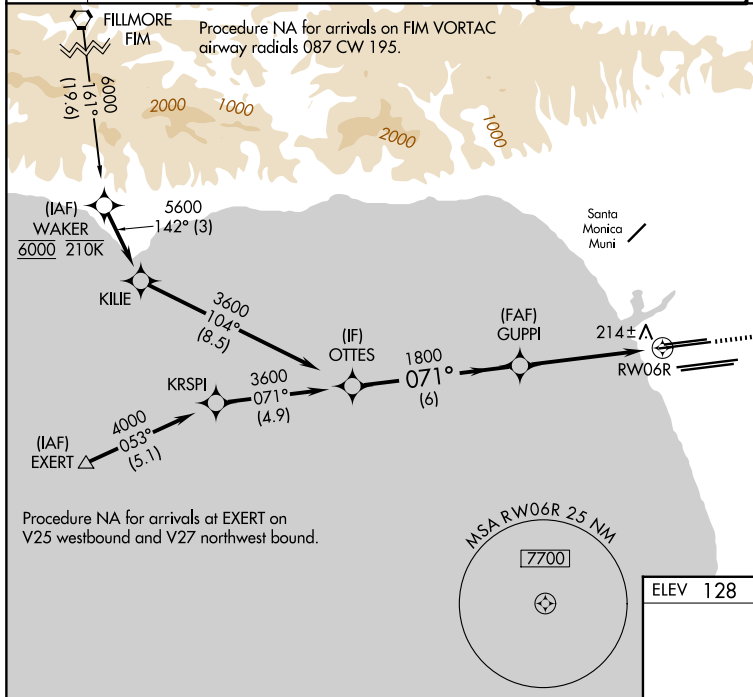 FILLMORE
FIM
Procedure NA for arrivals on FIM VORTAC
airway radials 087 CW 195.
6000
161°
(19.6)
2000
1000
2000
1000
(IAF)
WAKER
6000 210K
5600
142° (3)
Santa
Monica
Muni
KILIE
3600
104°
(8.5)
(IF)
OTTES
(FAF)
GUPPI
214±
RW06R
1800
071°
(6)
KRSPI
3600
071°
(4.9)
4000
053°
(5.1)
(IAF)
EXERT
Procedure NA for arrivals at EXERT on
V25 westbound and V27 northwest bound.
MSA RW06R 25 NM
7700
ELEV 128